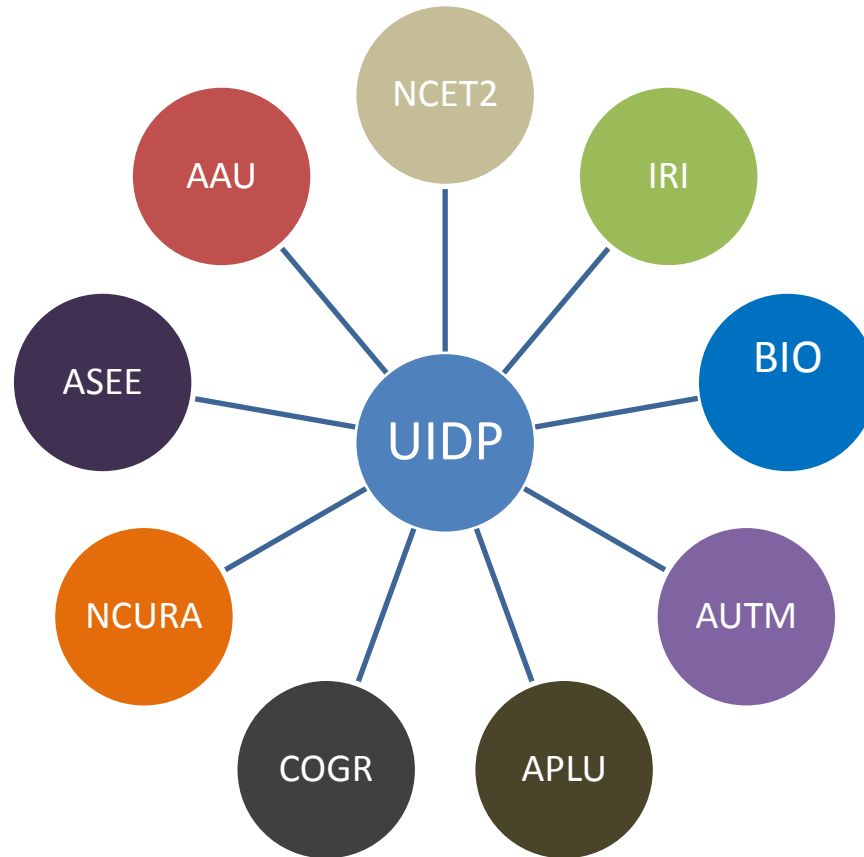 NCET2
AAU
IRI
BIO
ASEE
UIDP
NCURA
AUTM
COGR
APLU